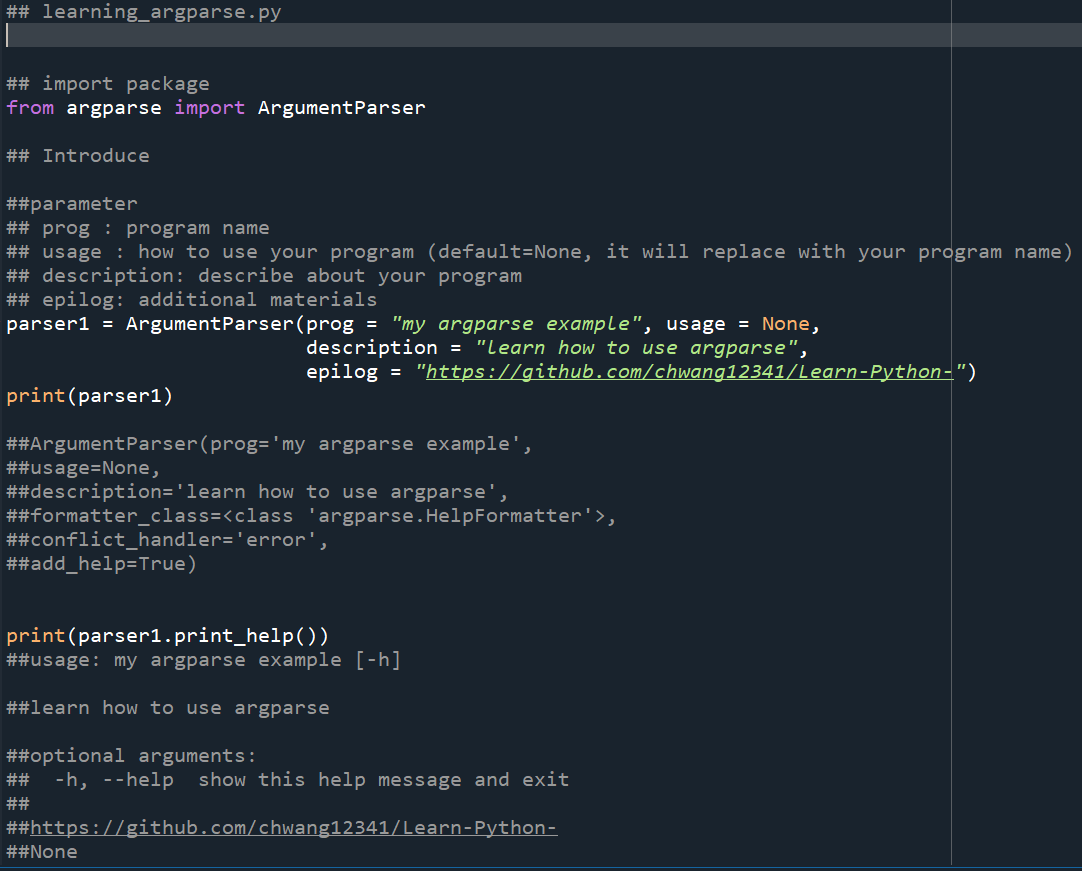 ## learning_argparse.py
## import package
from argparse import ArgumentParser
## Introduce
##parameter
## prog : program name
## usage : how to use your program (default=None, it will replace with your program name)
## description: describe about your program
## epilog: additional materials
parser1 = ArgumentParser(prog = "my argparse example", usage = None,
                         description = "learn how to use argparse",
                         epilog = "https://github.com/chwang12341/Learn-Python-")
print(parser1)
##ArgumentParser(prog='my argparse example',
##usage=None,
##description='learn how to use argparse',
##formatter_class=<class 'argparse.HelpFormatter'>,
##conflict_handler='error',
##add_help=True)
print(parser1.print_help())
##usage: my argparse example [-h]
##learn how to use argparse
##optional arguments:
##  -h, --help  show this help message and exit
##
##https://github.com/chwang12341/Learn-Python-
##None